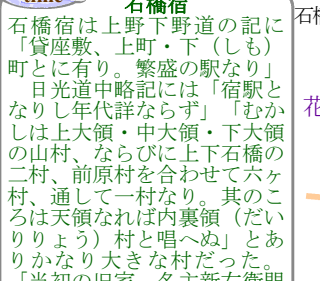 石橋宿
石橋宿は上野下野道の記に
「貸座敷、上町・下（しも）
町とに有り。繁盛の駅なり」
　日光道中略記には「宿駅と
なりし年代詳ならず」「むか
しは上大領・中大領・下大領
の山村、ならびに上下石橋の
二村、前原村を合わせて六ヶ
村、通して一村なり。其のこ
ろは天領なれば内裏領（だい
りりょう）村と唱へぬ」とあ
りかなり大きな村だった。
石
花